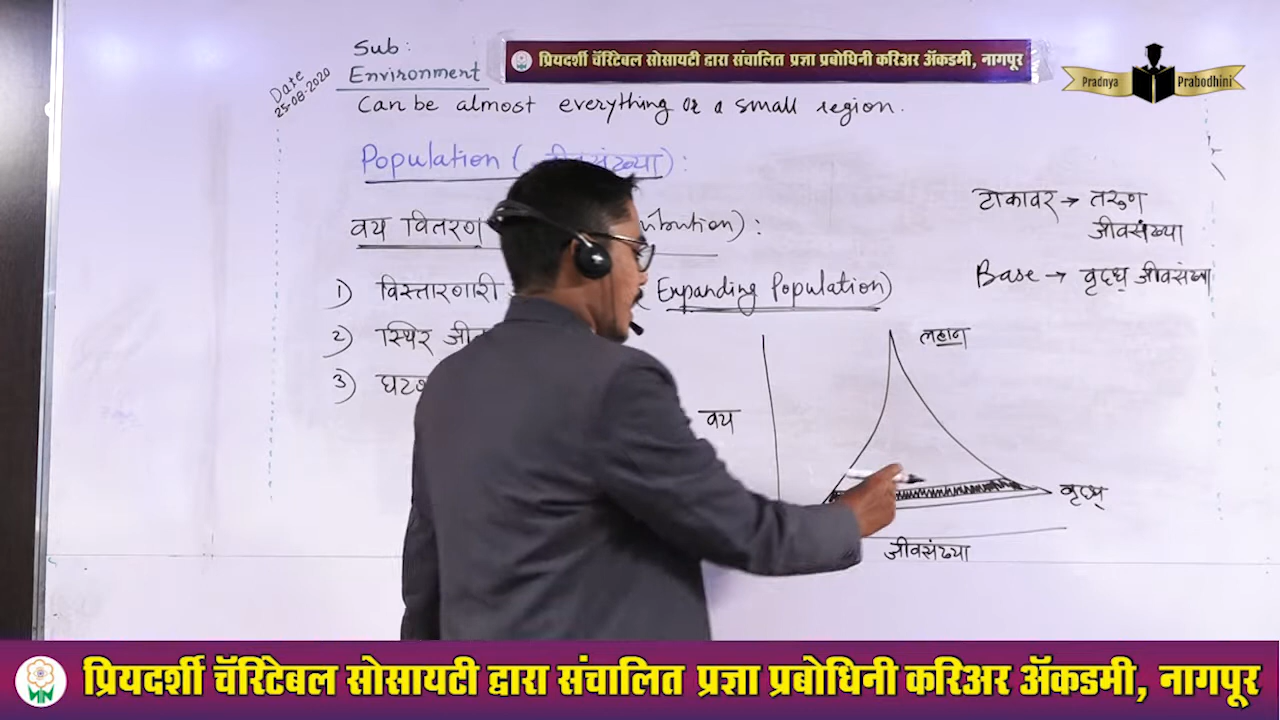 Sub:
Environment
Date
25-08-2020
प्रियदर्शी चॅरिटेबल सोसायटी द्वारा संचालित प्रज्ञा प्रबोधिनी करिअर ॲकडमी, नागपूर
Pradnya Prabodhini
Can be almost everything or a small region.
Population (जीवसंख्या):
वय वितरण
1) विस्तारणारी (Expanding Population)
2) स्थिर
3)
टोकावर → तरुण
जीवसंख्या
Base → वृद्ध जीवसंख्या
लहान
वय
वृद्ध
जीवसंख्या
प्रियदर्शी चॅरिटेबल सोसायटी द्वारा संचालित प्रज्ञा प्रबोधिनी करिअर ॲकडमी, नागपूर